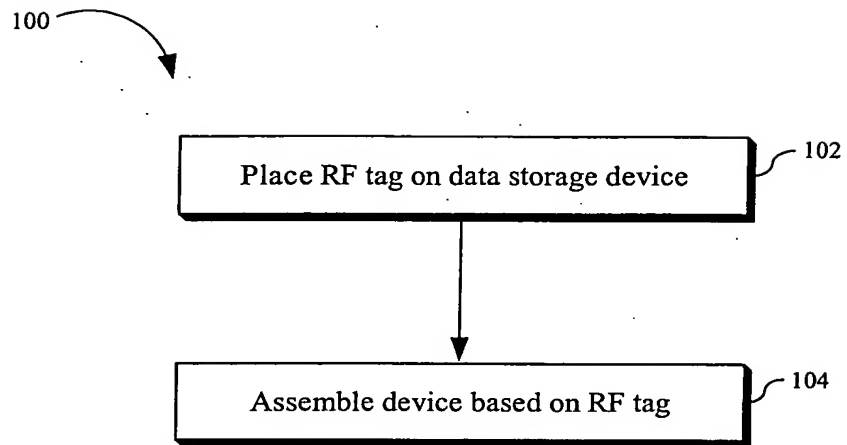 100
Place RF tag on data storage device
102
Assemble device based on RF tag
104